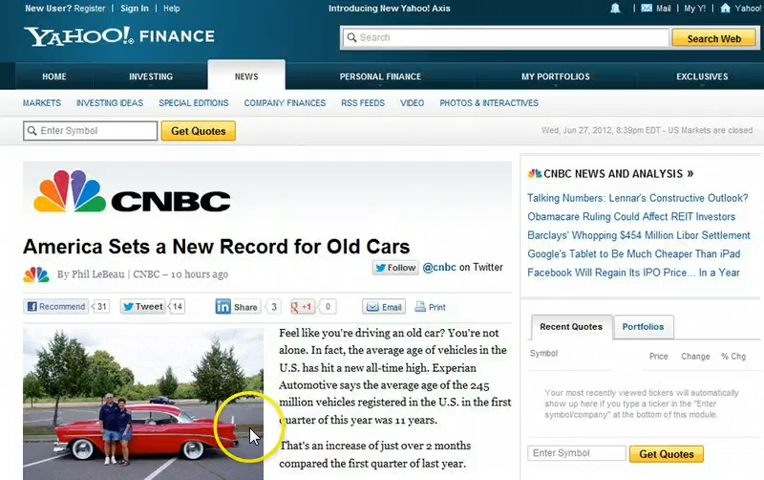 New User? Register Sign In Help Introducing New Yahoo! Axis Mail My Y! Yahoo!
YAHOO! FINANCE Search Search Web
HOME INVESTING NEWS PERSONAL FINANCE MY PORTFOLIOS EXCLUSIVES
MARKETS INVESTING IDEAS SPECIAL EDITIONS COMPANY FINANCES RSS FEEDS VIDEO PHOTOS & INTERACTIVES
Enter Symbol Get Quotes Wed, Jun 27, 2012, 8:39pm EDT - US Markets are closed
CNBC
America Sets a New Record for Old Cars
By Phil LeBeau | CNBC – 10 hours ago
Follow @cnbc on Twitter
Recommend 31 Tweet 14 Share 3 +1 0 Email Print
Feel like you're driving an old car? You're not
alone. In fact, the average age of vehicles in the
U.S. has hit a new all-time high. Experian
Automotive says the average age of the 245
million vehicles registered in the U.S. in the first
quarter of this year was 11 years.
That's an increase of just over 2 months
compared the first quarter of last year.
CNBC NEWS AND ANALYSIS »
Talking Numbers: Lennar's Constructive Outlook?
Obamacare Ruling Could Affect REIT Investors
Barclays' Whopping $454 Million Libor Settlement
Google's Tablet to Be Much Cheaper Than iPad
Facebook Will Regain Its IPO Price... In a Year
Recent Quotes Portfolios
Symbol Price Change % Chg
Your most recently viewed tickers will automatically
show up here if you type a ticker in the "Enter
symbol/company" at the bottom of this module.
Enter Symbol Get Quotes